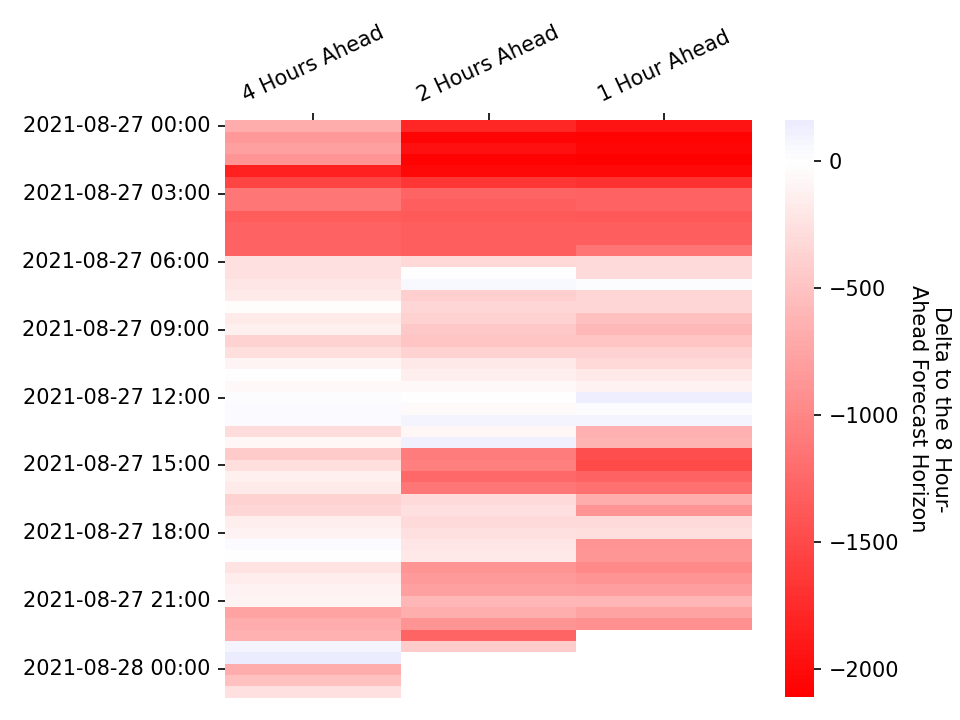 4 Hours Ahead
2 Hours Ahead
1 Hour Ahead
2021-08-27 00:00
2021-08-27 03:00
2021-08-27 06:00
2021-08-27 09:00
2021-08-27 12:00
2021-08-27 15:00
2021-08-27 18:00
2021-08-27 21:00
2021-08-28 00:00
0
−500
−1000
−1500
−2000
Delta to the 8 Hour-
Ahead Forecast Horizon